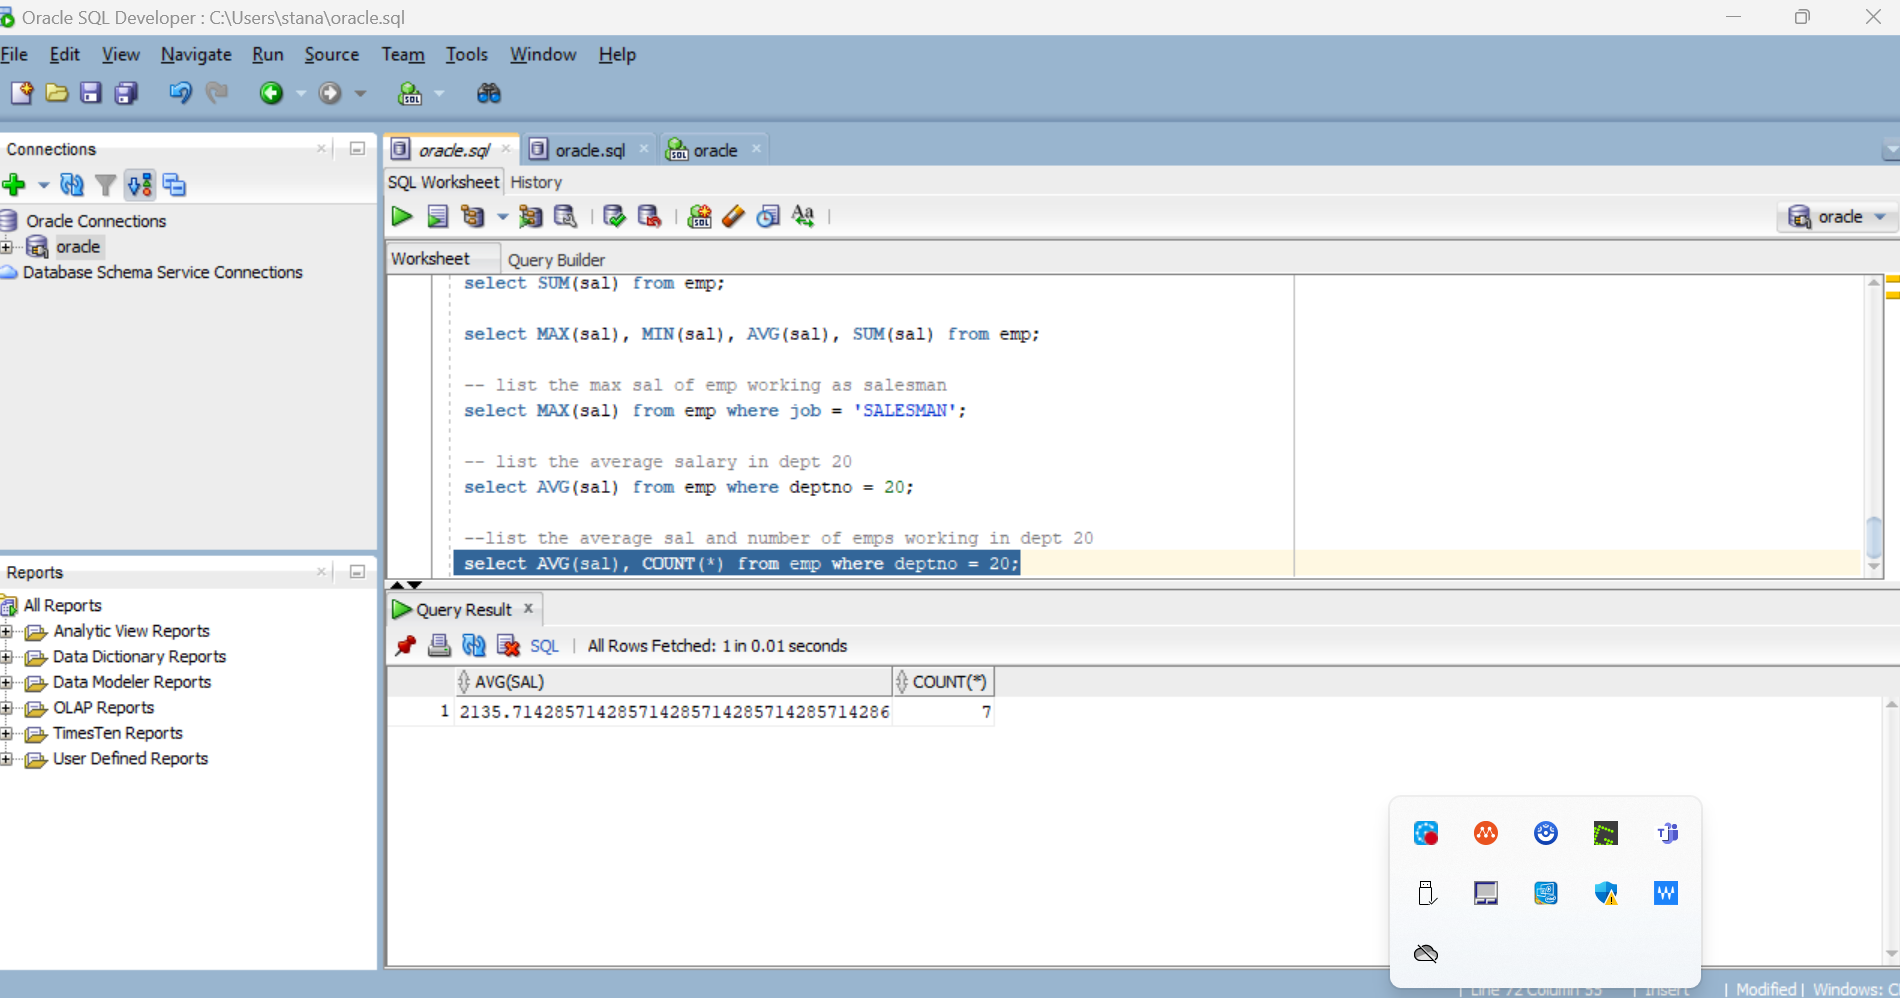 Oracle SQL Developer : C:\Users\stana\oracle.sql
File Edit View Navigate Run Source Team Tools Window Help
Connections
Oracle Connections
oracle
Database Schema Service Connections
oracle.sql oracle.sql oracle
SQL Worksheet History
oracle
Worksheet Query Builder
select SUM(sal) from emp;
select MAX(sal), MIN(sal), AVG(sal), SUM(sal) from emp;
-- list the max sal of emp working as salesman
select MAX(sal) from emp where job = 'SALESMAN';
-- list the average salary in dept 20
select AVG(sal) from emp where deptno = 20;
--list the average sal and number of emps working in dept 20
select AVG(sal), COUNT(*) from emp where deptno = 20;
Reports
All Reports
Analytic View Reports
Data Dictionary Reports
Data Modeler Reports
OLAP Reports
TimesTen Reports
User Defined Reports
Query Result
SQL | All Rows Fetched: 1 in 0.01 seconds
AVG(SAL) COUNT(*)
1 2135.71428571428571428571428571428571428 6 7
| Line 72 Column 55 | Insert | Modified | Windows: C